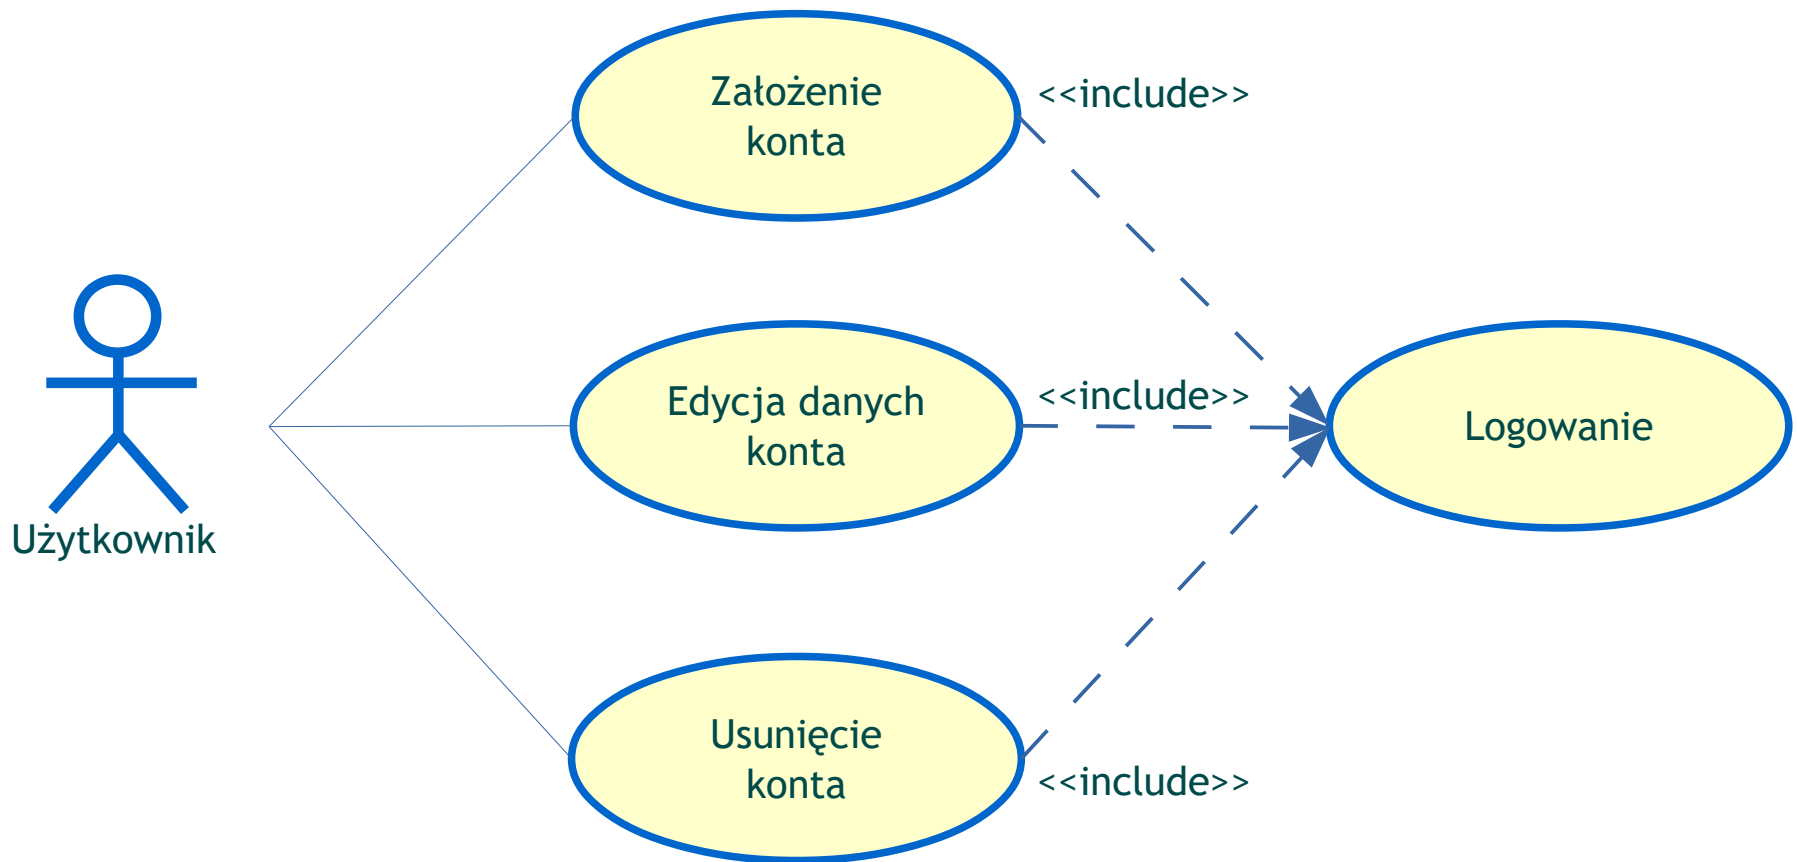 Założenie
konta
<<include>>
Edycja danych
konta
<<include>>
Logowanie
Użytkownik
Usunięcie
konta
<<include>>